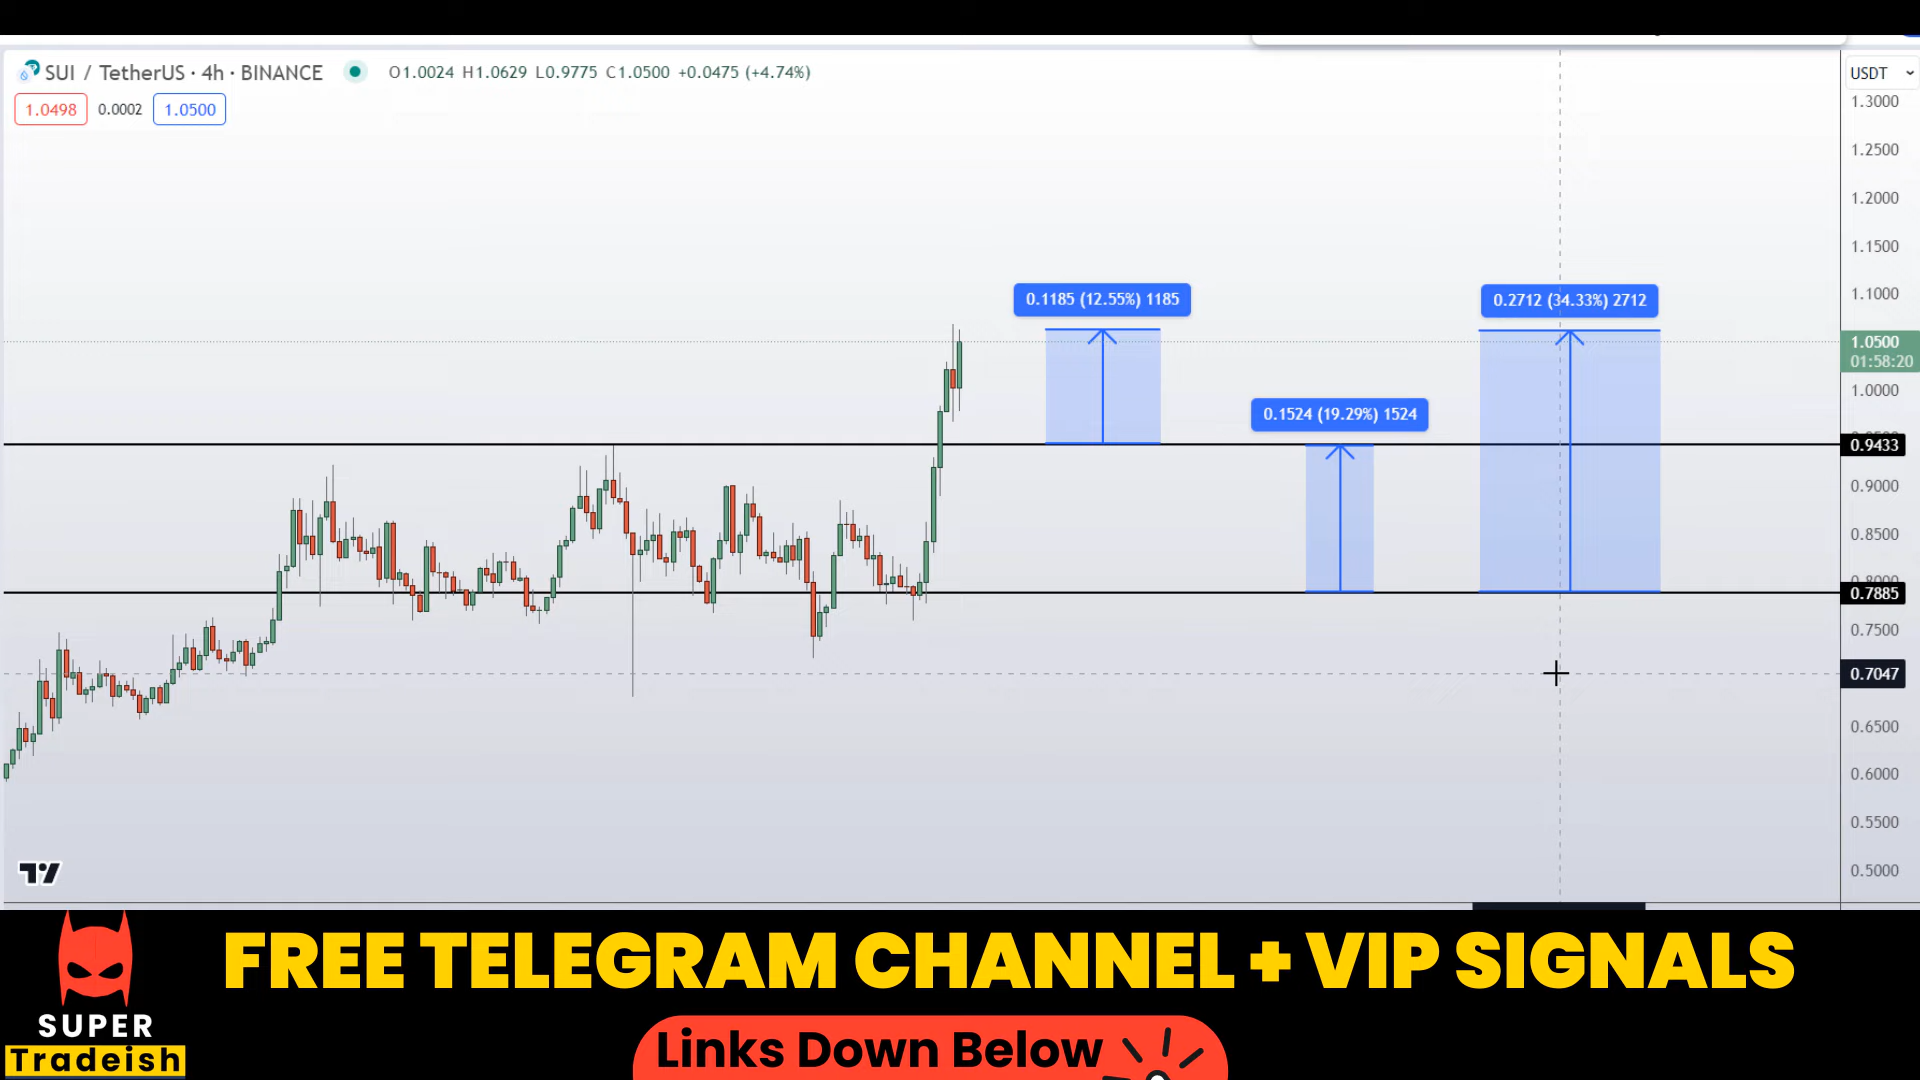 SUI / TetherUS · 4h · BINANCE O1.0024 H1.0629 L0.9775 C1.0500 +0.0475 (+4.74%)
USDT
1.0498 0.0002 1.0500
1.3000
1.2500
1.2000
1.1500
1.1000
0.1185 (12.55%) 1185
0.2712 (34.33%) 2712
1.0500
01:58:20
1.0000
0.1524 (19.29%) 1524
0.9433
0.9000
0.8500
0.8000
0.7885
0.7500
0.7047
0.6500
0.6000
0.5500
0.5000
FREE TELEGRAM CHANNEL + VIP SIGNALS
SUPER
Tradeish
Links Down Below